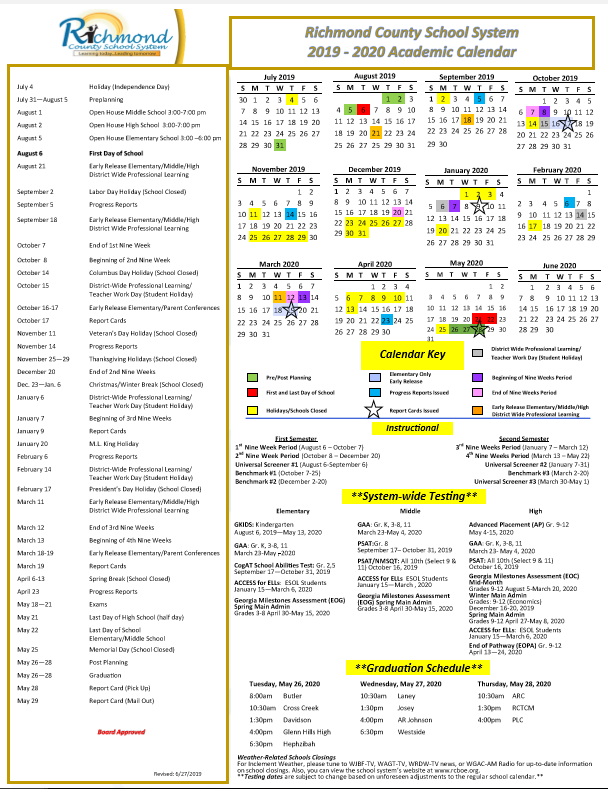 Richmond
County School System
Learning today...leading tomorrow
Richmond County School System
2019 - 2020 Academic Calendar
July 4 Holiday (Independence Day)
July 31—August 5 Preplanning
August 1 Open House Middle School 3:00-7:00 pm
August 2 Open House High School 3:00-7:00 pm
August 5 Open House Elementary School 3:00 –6:00 pm
August 6 First Day of School
August 21 Early Release Elementary/Middle/High
District Wide Professional Learning
September 2 Labor Day Holiday (School Closed)
September 5 Progress Reports
September 18 Early Release Elementary/Middle/High
District Wide Professional Learning
October 7 End of 1st Nine Week
October 8 Beginning of 2nd Nine Week
October 14 Columbus Day Holiday (School Closed)
October 15 District-Wide Professional Learning/
Teacher Work Day (Student Holiday)
October 16-17 Early Release Elementary/Parent Conferences
October 17 Report Cards
November 11 Veteran's Day Holiday (School Closed)
November 14 Progress Reports
November 25—29 Thanksgiving Holidays (School Closed)
December 20 End of 2nd Nine Weeks
Dec. 23—Jan. 6 Christmas/Winter Break (School Closed)
January 6 District-Wide Professional Learning/
Teacher Work Day (Student Holiday)
January 7 Beginning of 3rd Nine Weeks
January 9 Report Cards
January 20 M.L. King Holiday
February 6 Progress Reports
February 14 District-Wide Professional Learning/
Teacher Work Day (Student Holiday)
February 17 President's Day Holiday (School Closed)
March 11 Early Release Elementary/Middle/High
District Wide Professional Learning
March 12 End of 3rd Nine Weeks
March 13 Beginning of 4th Nine Weeks
March 18-19 Early Release Elementary/Parent Conferences
March 19 Report Cards
April 6-13 Spring Break (School Closed)
April 23 Progress Reports
May 18—21 Exams
May 21 Last Day of High School (half day)
May 22 Last Day of School
Elementary/Middle School
May 25 Memorial Day (School Closed)
May 26—28 Post Planning
May 26—28 Graduation
May 28 Report Card (Pick Up)
May 29 Report Card (Mail Out)
Board Approved
Revised: 6/27/2019
July 2019
S M T W T F S
30 1 2 3 4 5 6
7 8 9 10 11 12 13
14 15 16 17 18 19 20
21 22 23 24 25 26 27
28 29 30 31
August 2019
S M T W T F S
1 2
4 5 6 7 8 9 10
11 12 13 14 15 16 17
18 19 20 21 22 23 24
25 26 27 28 29 30 31
September 2019
S M T W T F S
1 2 3 4 5 6 7
8 9 10 11 12 13 14
15 16 17 18 19 20 21
22 23 24 25 26 27 28
29 30
October 2019
S M T W T F S
1 2 3 4 5
6 7 8 9 10 11 12
13 14 15 16 17 18 19
20 21 22 23 24 25 26
27 28 29 30 31
November 2019
S M T W T F S
1 2
3 4 5 6 7 8 9
10 11 12 13 14 15 16
17 18 19 20 21 22 23
24 25 26 27 28 29 30
December 2019
S M T W T F S
1 2 3 4 5 6 7
8 9 10 11 12 13 14
15 16 17 18 19 20 21
22 23 24 25 26 27 28
29 30 31
January 2020
S M T W T F S
1 2 3 4
5 6 7 8 9 10 11
12 13 14 15 16 17 18
19 20 21 22 23 24 25
26 27 28 29 30 31
February 2020
S M T W T F S
1
2 3 4 5 6 7 8
9 10 11 12 13 14 15
16 17 18 19 20 21 22
23 24 25 26 27 28 29
March 2020
S M T W T F S
1 2 3 4 5 6 7
8 9 10 11 12 13 14
15 16 17 18 19 20 21
22 23 24 25 26 27 28
29 30 31
April 2020
S M T W T F S
1 2 3 4
5 6 7 8 9 10 11
12 13 14 15 16 17 18
19 20 21 22 23 24 25
26 27 28 29 30
May 2020
S M T W T F S
1 2
3 4 5 6 7 8 9
10 11 12 13 14 15 16
17 18 19 20 21 22 23
24 25 26 27 28 29 30
31
June 2020
S M T W T F S
1 2 3 4 5 6
7 8 9 10 11 12 13
14 15 16 17 18 19 20
21 22 23 24 25 26 27
28 29 30
Calendar Key
District Wide Professional Learning/
Teacher Work Day (Student Holiday)
Pre/Post Planning
Elementary Only
Early Release
Beginning of Nine Weeks Period
First and Last Day of School
Progress Reports Issued
End of Nine Weeks Period
Holidays/Schools Closed
Report Cards Issued
Early Release Elementary/Middle/High
District Wide Professional Learning
Instructional
First Semester
1st Nine Week Period (August 6 – October 7)
2nd Nine Week Period (October 8 – December 20)
Universal Screener #1 (August 6-September 6)
Benchmark #1 (October 7-25)
Benchmark #2 (December 2-20)
Second Semester
3rd Nine Weeks Period (January 7 – March 12)
4th Nine Weeks Period (March 13 – May 22)
Universal Screener #2 (January 7-31)
Benchmark #3 (March 2-20)
Universal Screener #3 (March 30-May 1)
**System-wide Testing**
Elementary
GKIDS: Kindergarten
August 6, 2019—May 13, 2020
GAA: Gr. K, 3-8, 11
March 23-May 2020
CogAT School Abilities Test: Gr. 2,5
September 17—October 31, 2019
ACCESS for ELLs: ESOL Students
January 15—March 6, 2020
Georgia Milestones Assessment (EOG)
Spring Main Admin
Grades 3-8 April 30-May 15, 2020
Middle
GAA: Gr. K, 3-8, 11
March 23-May 4, 2020
PSAT: Gr. 8
September 17– October 31, 2019
PSAT/NMSQT: All 10th (Select 9 &
11) October 16, 2019
ACCESS for ELLs: ESOL Students
January 15—March , 2020
Georgia Milestones Assessment
(EOG) Spring Main Admin
Grades 3-8 April 30-May 15, 2020
High
Advanced Placement (AP) Gr. 9-12
May 4-15, 2020
GAA: Gr. K, 3-8, 11
March 23- May 4, 2020
PSAT: All 10th (Select 9 & 11)
October 16, 2019
Georgia Milestones Assessment (EOC)
Mid-Month
Grades 9-12 August 5-March 20, 2020
Winter Main Admin
Grades: 9-12 (Economics)
December 16-20, 2019
Spring Main Admin
Grades 9-12 April 27-May 8, 2020
ACCESS for ELLs: ESOL Students
January 15—March 6, 2020
End of Pathway (EOPA) Gr. 9-12
April 13—24, 2020
**Graduation Schedule**
Tuesday, May 26, 2020
8:00am Butler
10:30am Cross Creek
1:30pm Davidson
4:00pm Glenn Hills High
6:30pm Hephzibah
Wednesday, May 27, 2020
10:30am Laney
1:30pm Josey
4:00pm AR Johnson
6:30pm Westside
Thursday, May 28, 2020
10:30am ARC
1:30pm RCTCM
4:00pm PLC
Weather-Related Schools Closings
For Inclement Weather, please tune to WJBF-TV, WAGT-TV, WRDW-TV news, or WGAC-AM Radio for up-to-date information
on school closings. Also, you can view the school system's website at www.rcboe.org.
**Testing dates are subject to change based on unforeseen adjustments to the regular school calendar.**